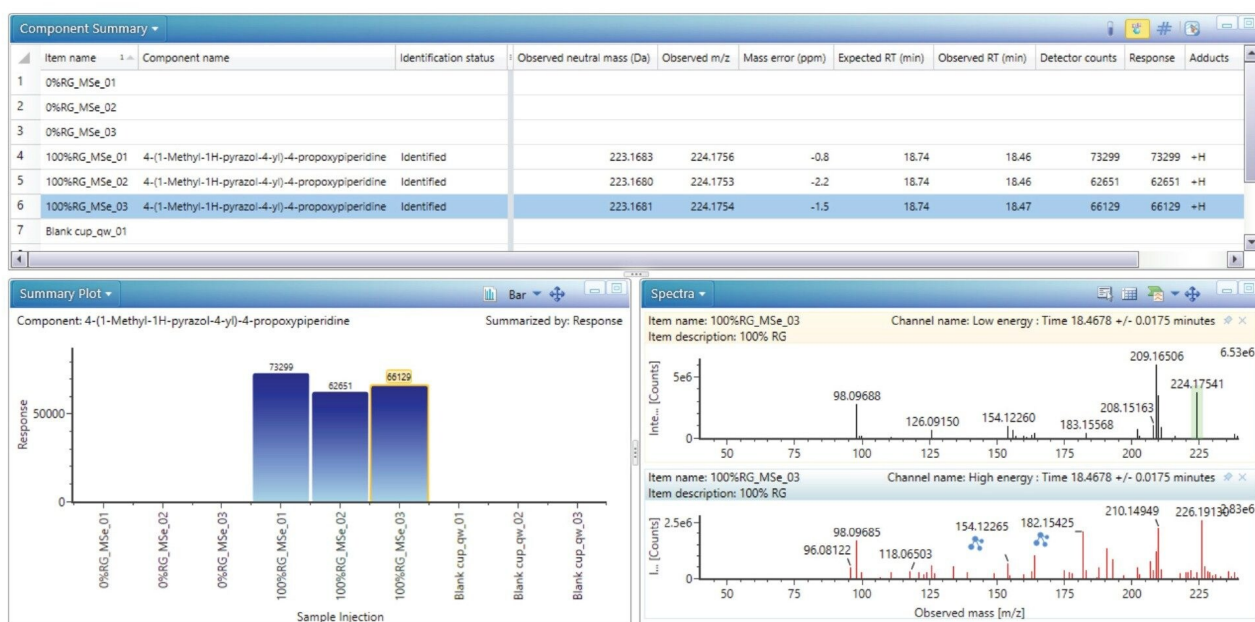 Component Summary
Item name 1 Component name Identification status Observed neutral mass (Da) Observed m/z Mass error (ppm) Expected RT (min) Observed RT (min) Detector counts Response Adducts
1 0%RG_MSe_01
2 0%RG_MSe_02
3 0%RG_MSe_03
4 100%RG_MSe_01 4-(1-Methyl-1H-pyrazol-4-yl)-4-propoxypiperidine Identified 223.1683 224.1756 -0.8 18.74 18.46 73299 73299 +H
5 100%RG_MSe_02 4-(1-Methyl-1H-pyrazol-4-yl)-4-propoxypiperidine Identified 223.1680 224.1753 -2.2 18.74 18.46 62651 62651 +H
6 100%RG_MSe_03 4-(1-Methyl-1H-pyrazol-4-yl)-4-propoxypiperidine Identified 223.1681 224.1754 -1.5 18.74 18.47 66129 66129 +H
7 Blank cup_qw_01
Summary Plot Bar
Component: 4-(1-Methyl-1H-pyrazol-4-yl)-4-propoxypiperidine Summarized by: Response
73299
62651
66129
Response
50000
0
0%RG_MSe_01
0%RG_MSe_02
0%RG_MSe_03
100%RG_MSe_01
100%RG_MSe_02
100%RG_MSe_03
Blank cup_qw_01
Blank cup_qw_02
Blank cup_qw_03
Sample Injection
Spectra
Item name: 100%RG_MSe_03 Channel name: Low energy : Time 18.4678 +/- 0.0175 minutes
Item description: 100% RG
6.53e6
209.16506
224.17541
98.09688
126.09150
154.12260
183.15568
208.15163
Inte... [Counts]
5e6
0
50 75 100 125 150 175 200 225
Item name: 100%RG_MSe_03 Channel name: High energy : Time 18.4678 +/- 0.0175 minutes
Item description: 100% RG
2.5e6
96.08122
98.09685
118.06503
154.12265
182.15425
210.14949
I... [Counts]
0
50 75 100 125 150 175 200 225
Observed mass [m/z]